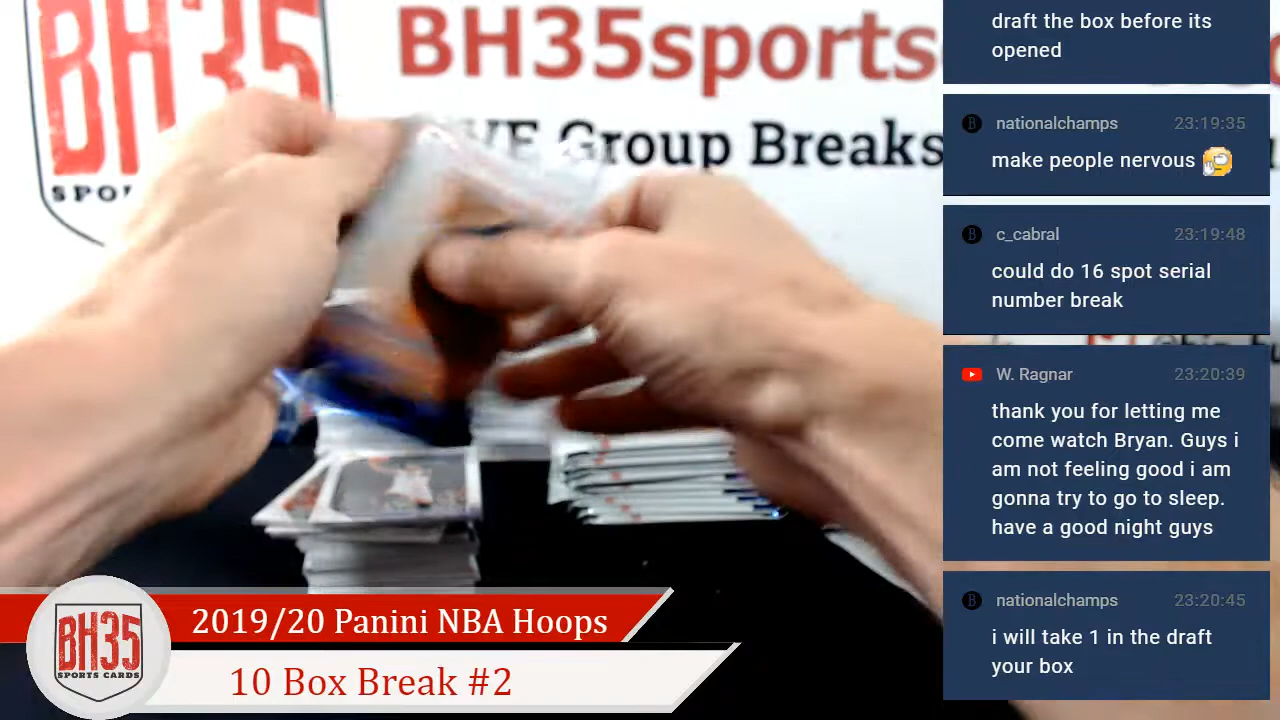 BH35
SPO
BH35sports
Group Breaks
draft the box before its
opened
nationalchamps 23:19:35
make people nervous
c_cabral 23:19:48
could do 16 spot serial
number break
W. Ragnar 23:20:39
thank you for letting me
come watch Bryan. Guys i
am not feeling good i am
gonna try to go to sleep.
have a good night guys
nationalchamps 23:20:45
i will take 1 in the draft
your box
BH35
SPORTS CARDS
2019/20 Panini NBA Hoops
10 Box Break #2